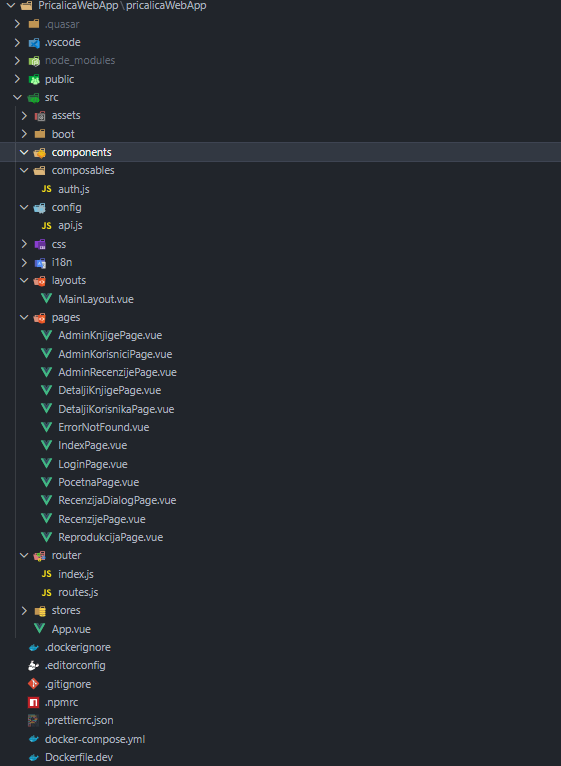 PricalicaWebApp \ pricalicaWebApp
.quasar
.vscode
node_modules
public
src
assets
boot
components
composables
JS auth.js
config
JS api.js
css
i18n
layouts
MainLayout.vue
pages
AdminKnjigePage.vue
AdminKorisniciPage.vue
AdminRecenzijePage.vue
DetaljiKnjigePage.vue
DetaljiKorisnikaPage.vue
ErrorNotFound.vue
IndexPage.vue
LoginPage.vue
PocetnaPage.vue
RecenzijaDialogPage.vue
RecenzijePage.vue
ReprodukcijaPage.vue
router
JS index.js
JS routes.js
stores
App.vue
.dockerignore
.editorconfig
.gitignore
.npmrc
.prettierrc.json
docker-compose.yml
Dockerfile.dev